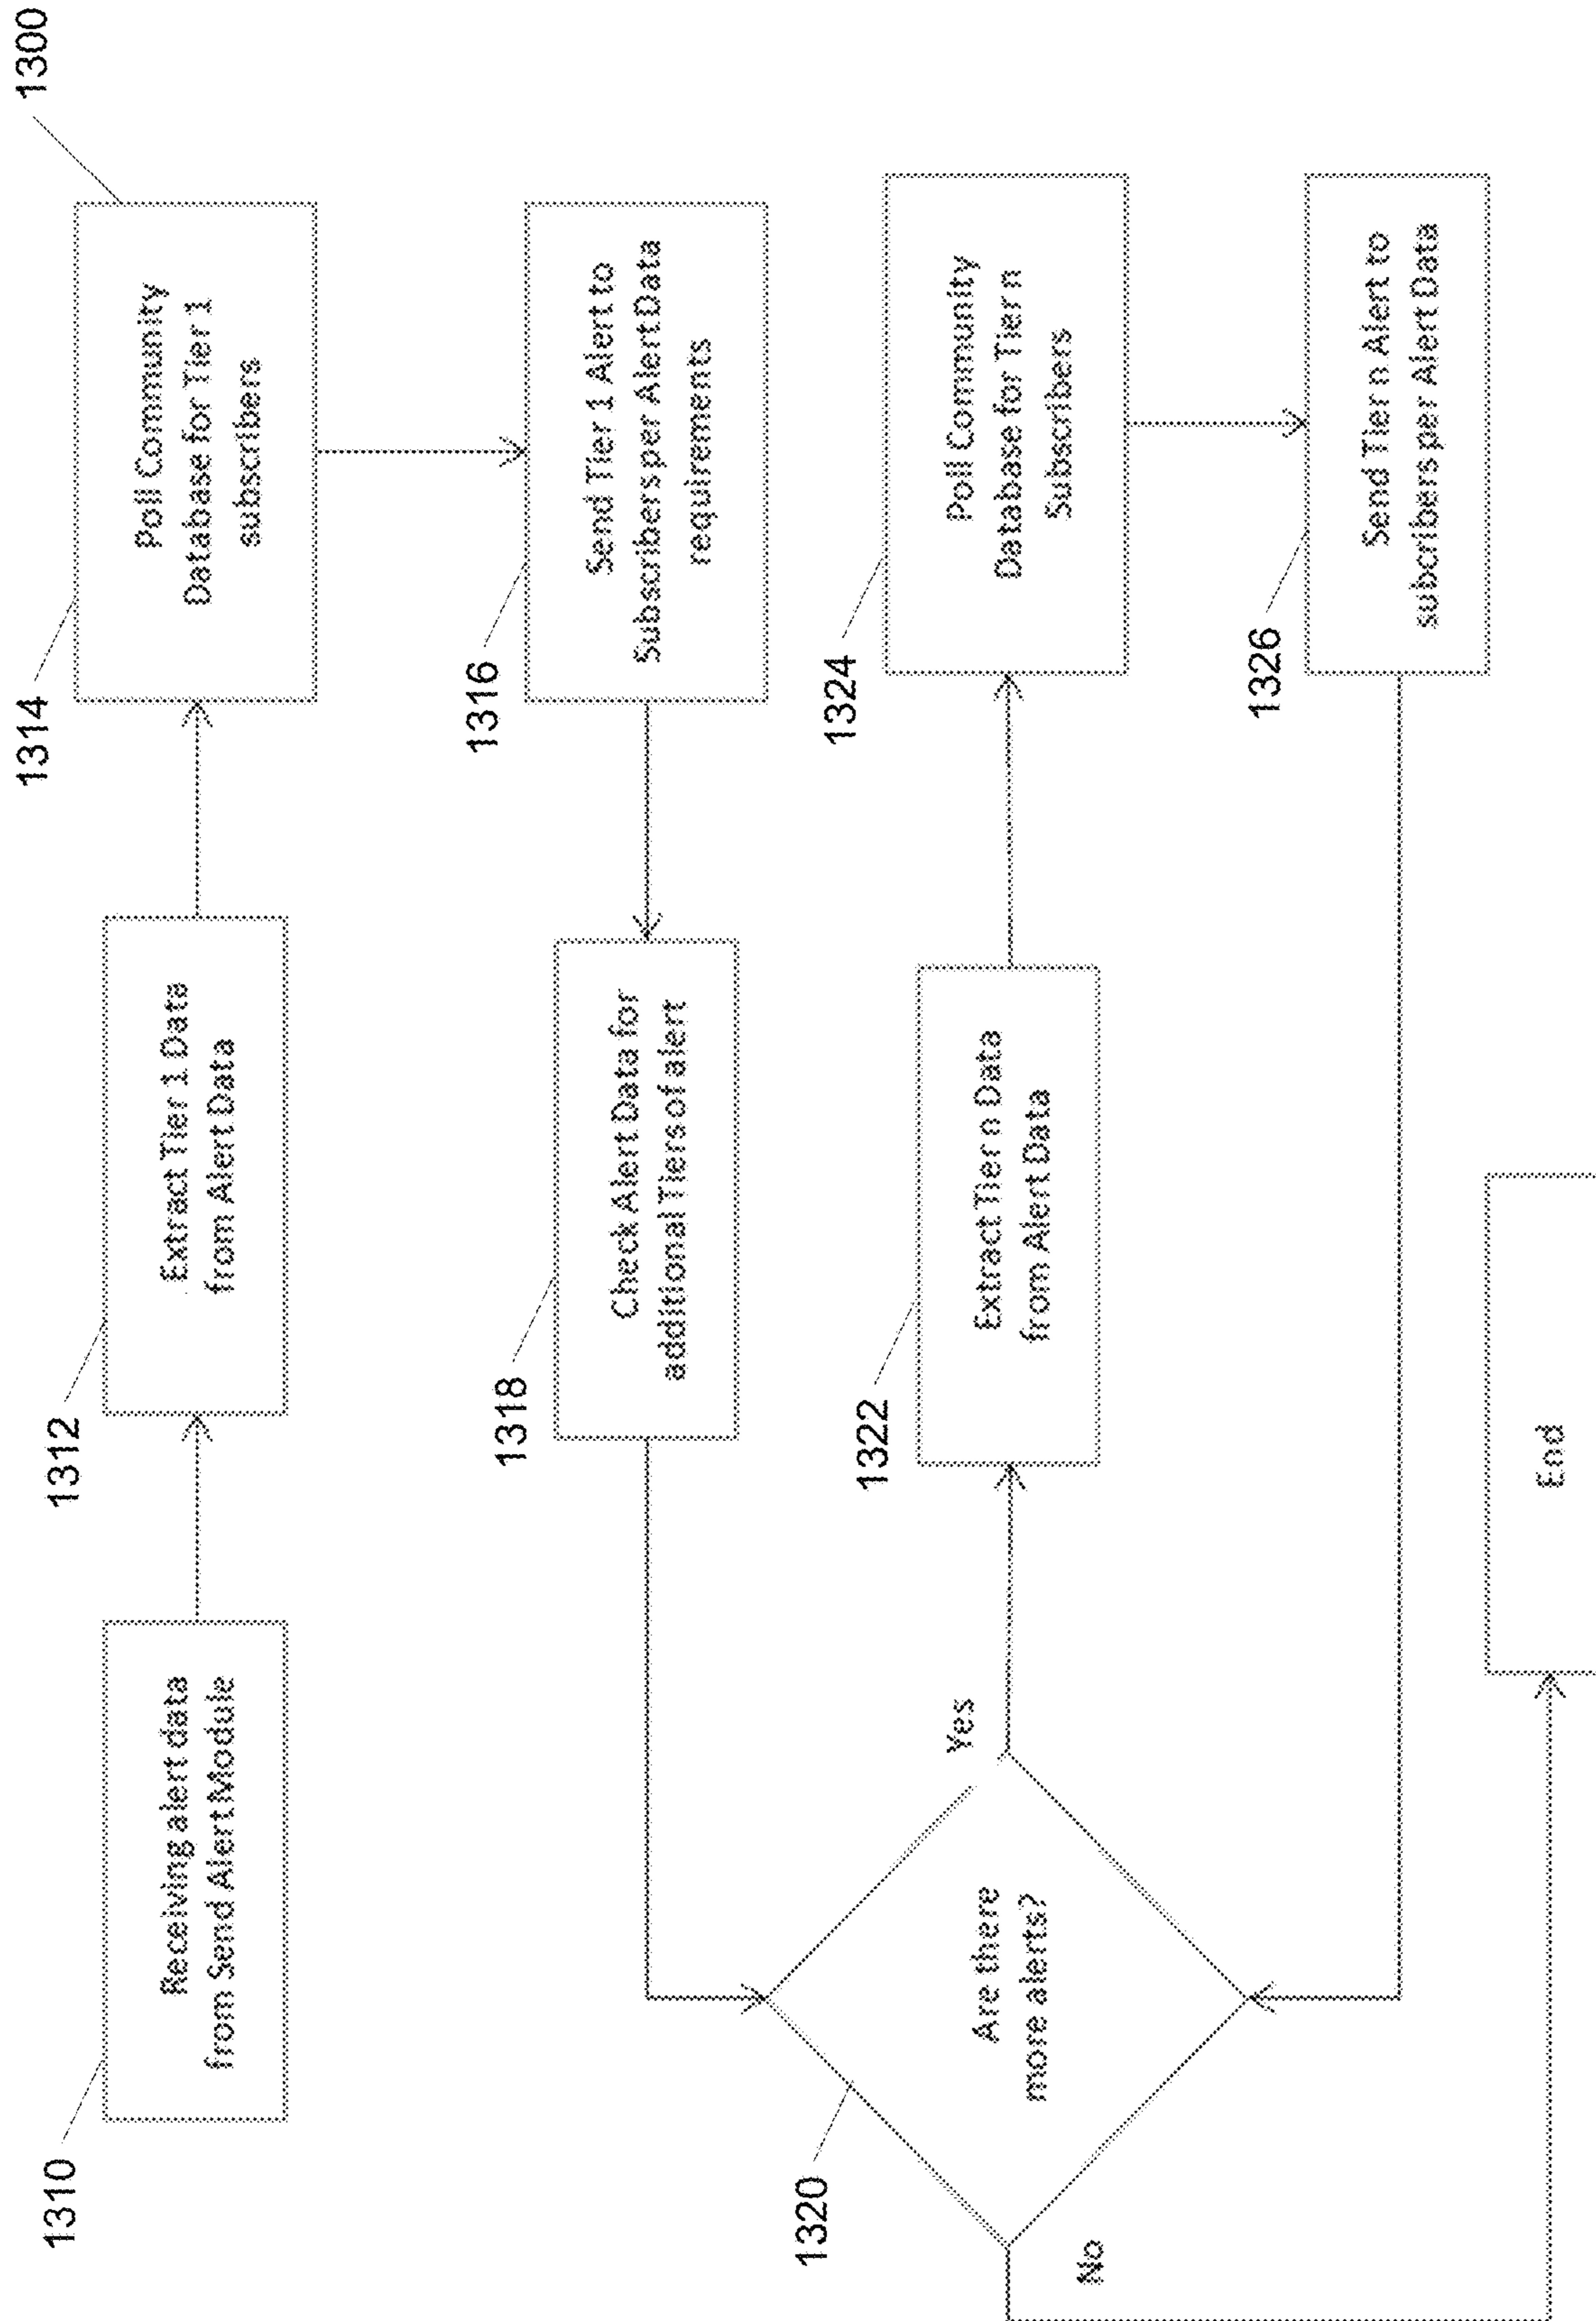 1300
1310
Receiving alert data
from Send Alert Module
1312
Extract Tier 1 Data
from Alert Data
1314
Poll Community
Database for Tier 1
subscribers
1316
Send Tier 1 Alert to
Subscribers per Alert Data
requirements
1318
Check Alert Data for
additional Tiers of alert
1320
Are there
more alerts?
Yes
No
1322
Extract Tier n Data
from Alert Data
1324
Poll Community
Database for Tier n
Subscribers
1326
Send Tier n Alert to
subcribers per Alert Data
End